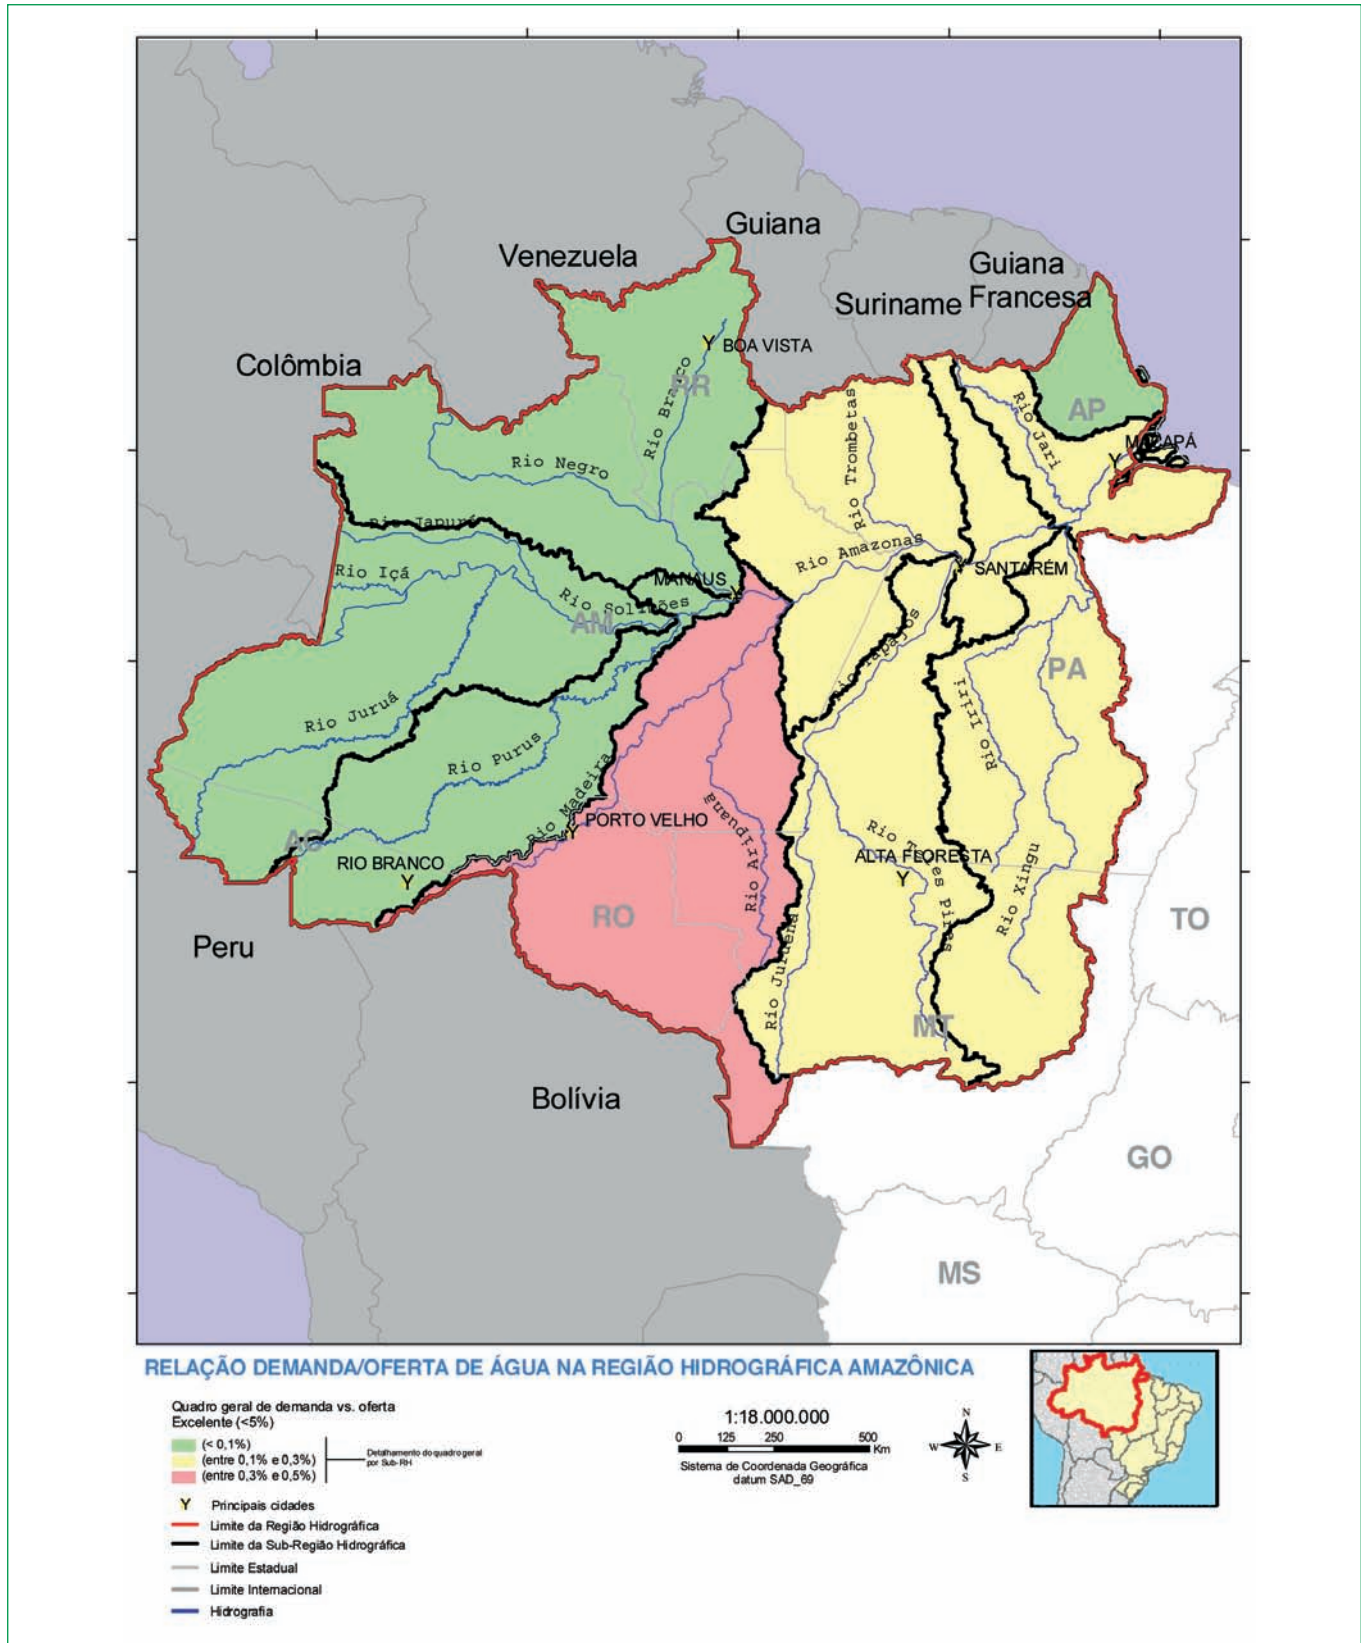 Guiana
Venezuela
Guiana
Francesa
Suriname
BOA VISTA
Colômbia
RR
Rio Branco
AP
Rio Jari
Rio Trombetas
MACAPÁ
Rio Negro
Rio Japurá
Rio Amazonas
Rio Içá
MANAUS
SANTARÉM
Rio Solimões
AM
Rio Tapajós
PA
Rio Juruá
Rio Iriri
Rio Purus
Rio Madeira
Rio Aripuanã
PORTO VELHO
AC
RIO BRANCO
Rio Teles Pires
ALTA FLORESTA
Rio Xingu
RO
TO
Peru
Rio Juruena
MT
Bolívia
GO
MS
RELAÇÃO DEMANDA/OFERTA DE ÁGUA NA REGIÃO HIDROGRÁFICA AMAZÔNICA
Quadro geral de demanda vs. oferta
Excelente (<5%)
(< 0,1%)
(entre 0,1% e 0,3%)
(entre 0,3% e 0,5%)
Detalhamento do quadro geral
por Sub-RH
Y Principais cidades
Limite da Região Hidrográfica
Limite da Sub-Região Hidrográfica
Limite Estadual
Limite Internacional
Hidrografia
1:18.000.000
0 125 250 500
Km
Sistema de Coordenada Geográfica
datum SAD_69
N
W E
S